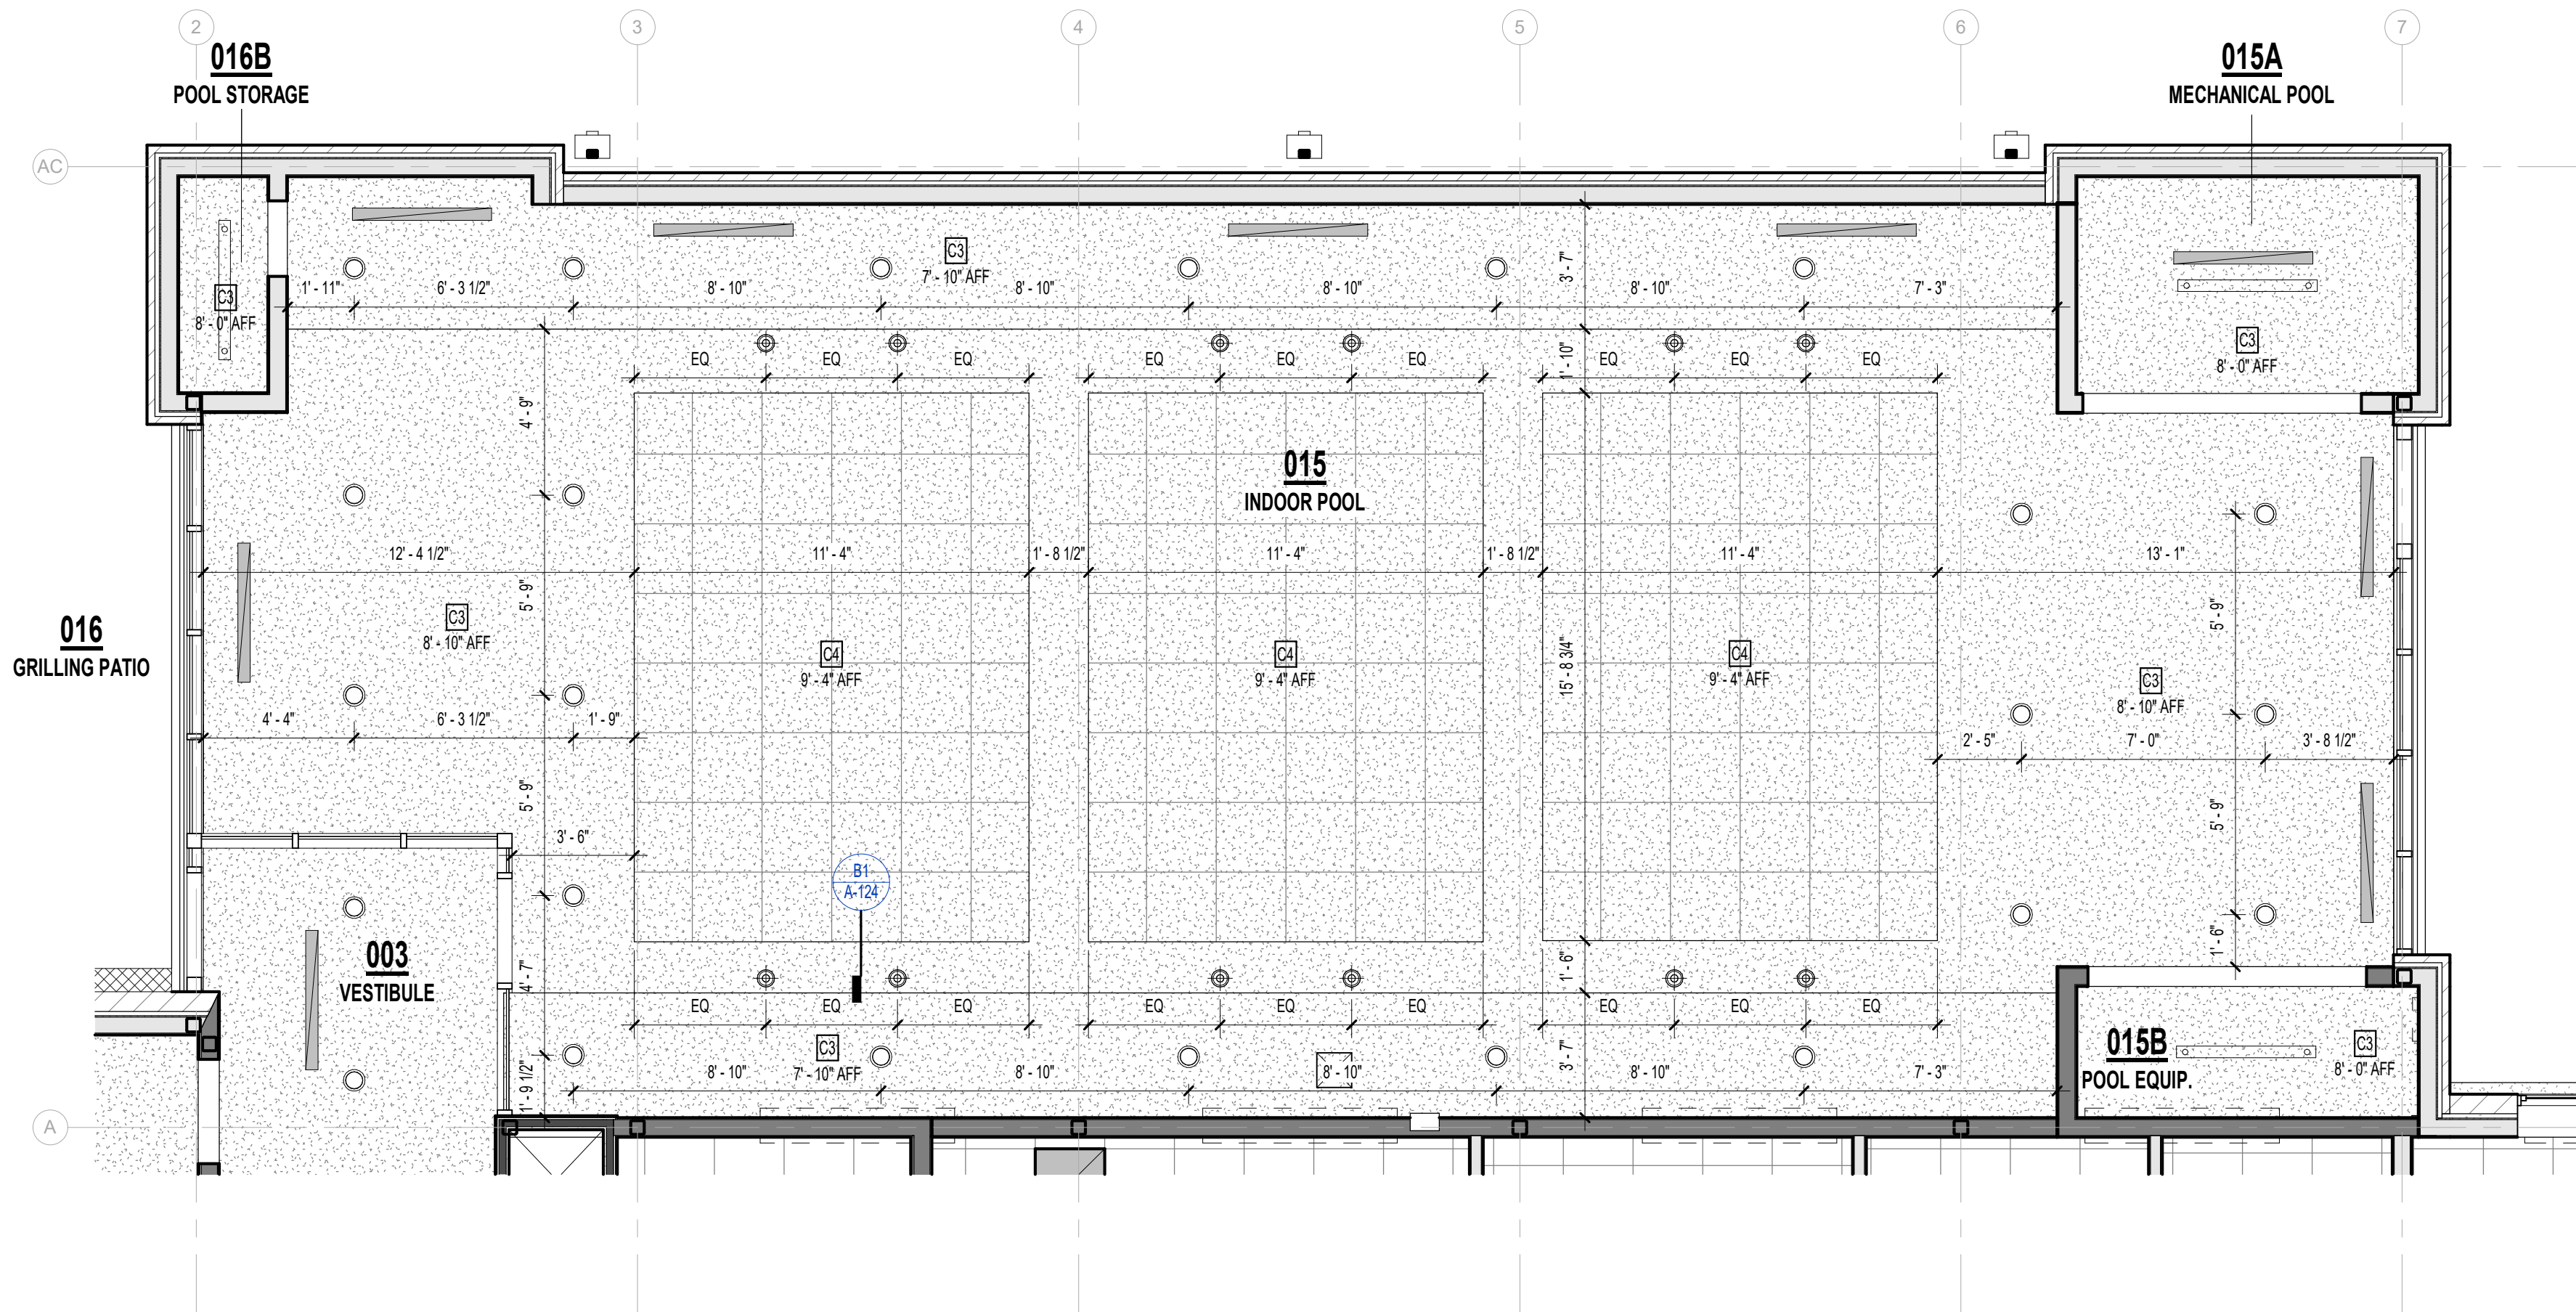 2
3
4
5
6
7
016B
POOL STORAGE
015A
MECHANICAL POOL
AC
C3
7' - 10" AFF
3' - 7"
1' - 11"
6' - 3 1/2"
8' - 10"
8' - 10"
8' - 10"
8' - 10"
7' - 3"
C3
8' - 0" AFF
C3
8' - 0" AFF
EQ
EQ
EQ
EQ
EQ
EQ
EQ
EQ
EQ
1' - 10"
4' - 9"
015
INDOOR POOL
12' - 4 1/2"
11' - 4"
1' - 8 1/2"
11' - 4"
1' - 8 1/2"
11' - 4"
13' - 1"
5' - 9"
5' - 9"
016
GRILLING PATIO
C3
8' - 10" AFF
C4
9' - 4" AFF
C4
9' - 4" AFF
C4
9' - 4" AFF
15' - 8 3/4"
C3
8' - 10" AFF
4' - 4"
6' - 3 1/2"
1' - 9"
2' - 5"
7' - 0"
3' - 8 1/2"
5' - 9"
5' - 9"
3' - 6"
B1
A-124
003
VESTIBULE
4' - 7"
1' - 6"
1' - 6"
EQ
EQ
EQ
EQ
EQ
EQ
EQ
EQ
EQ
C3
7' - 10" AFF
8' - 10"
8' - 10"
8' - 10"
8' - 10"
7' - 3"
3' - 7"
1' - 9 1/2"
015B
POOL EQUIP.
C3
8' - 0" AFF
A